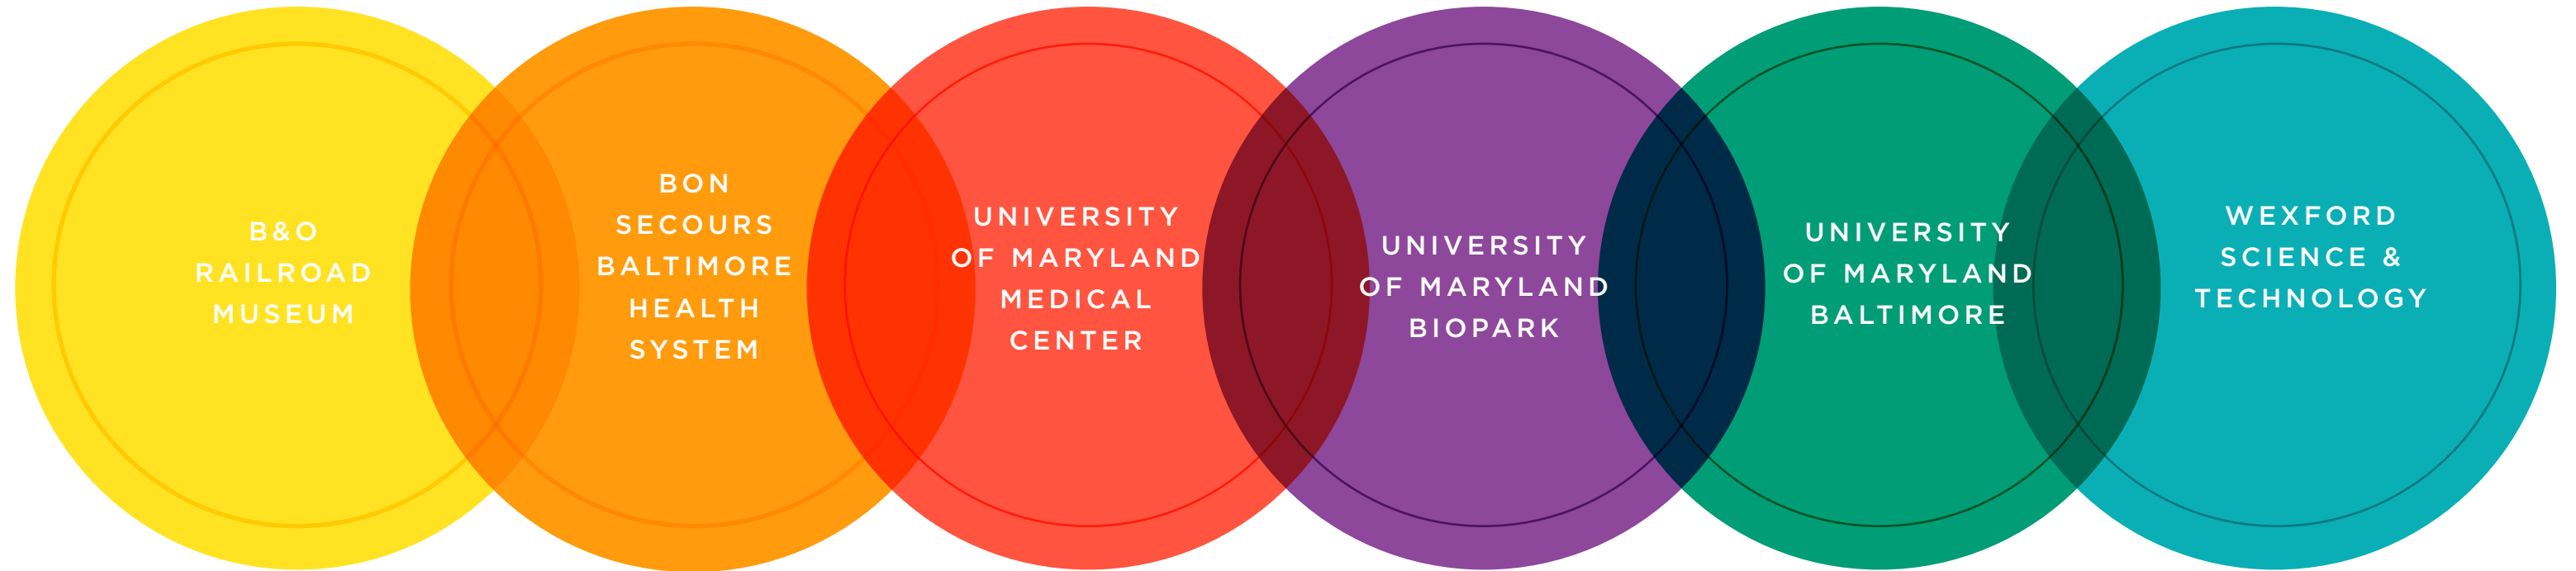 B&O
RAILROAD
MUSEUM
BON
SECOURS
BALTIMORE
HEALTH
SYSTEM
UNIVERSITY
OF MARYLAND
MEDICAL
CENTER
UNIVERSITY
OF MARYLAND
BIOPARK
UNIVERSITY
OF MARYLAND
BALTIMORE
WEXFORD
SCIENCE &
TECHNOLOGY